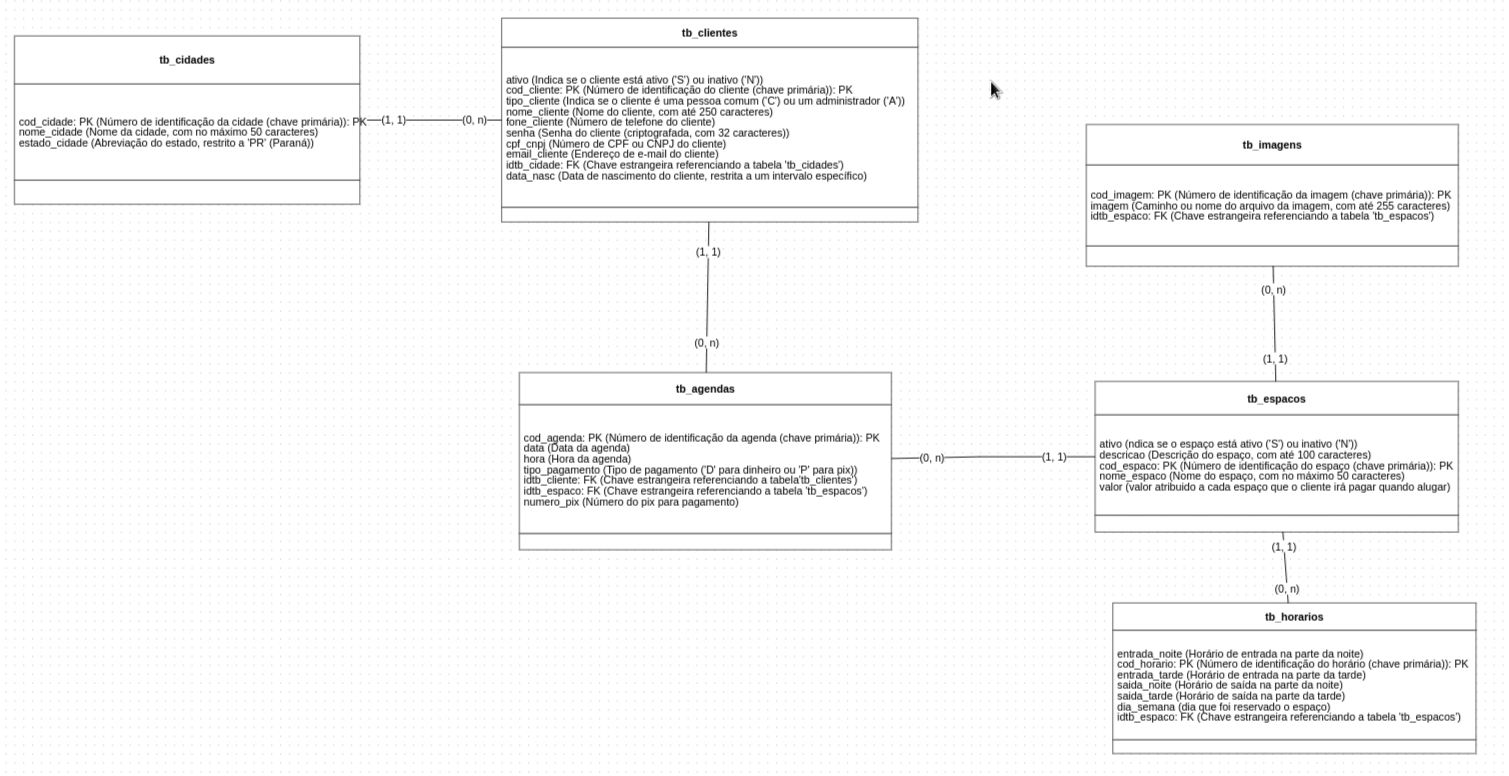 tb_cidades
cod_cidade: PK (Número de identificação da cidade (chave primária)): PK
nome_cidade (Nome da cidade, com no máximo 50 caracteres)
estado_cidade (Abreviação do estado, restrito a 'PR' (Paraná))
(1, 1)
(0, n)
tb_clientes
ativo (Indica se o cliente está ativo ('S') ou inativo ('N'))
cod_cliente: PK (Número de identificação do cliente (chave primária)): PK
tipo_cliente (Indica se o cliente é uma pessoa comum ('C') ou um administrador ('A'))
nome_cliente (Nome do cliente, com até 250 caracteres)
fone_cliente (Número de telefone do cliente)
senha (Senha do cliente (criptografada, com 32 caracteres))
cpf_cnpj (Número de CPF ou CNPJ do cliente)
email_cliente (Endereço de e-mail do cliente)
idtb_cidade: FK (Chave estrangeira referenciando a tabela 'tb_cidades')
data_nasc (Data de nascimento do cliente, restrita a um intervalo específico)
(1, 1)
(0, n)
tb_imagens
cod_imagem: PK (Número de identificação da imagem (chave primária)): PK
imagem (Caminho ou nome do arquivo da imagem, com até 255 caracteres)
idtb_espaco: FK (Chave estrangeira referenciando a tabela 'tb_espacos')
(0, n)
(1, 1)
tb_agendas
cod_agenda: PK (Número de identificação da agenda (chave primária)): PK
data (Data da agenda)
hora (Hora da agenda)
tipo_pagamento (Tipo de pagamento ('D' para dinheiro ou 'P' para pix))
idtb_cliente: FK (Chave estrangeira referenciando a tabela'tb_clientes')
idtb_espaco: FK (Chave estrangeira referenciando a tabela 'tb_espacos')
numero_pix (Número do pix para pagamento)
(0, n)
(1, 1)
tb_espacos
ativo (ndica se o espaço está ativo ('S') ou inativo ('N'))
descricao (Descrição do espaço, com até 100 caracteres)
cod_espaco: PK (Número de identificação do espaço (chave primária)): PK
nome_espaco (Nome do espaço, com no máximo 50 caracteres)
valor (valor atribuido a cada espaço que o cliente irá pagar quando alugar)
(1, 1)
(0, n)
tb_horarios
entrada_noite (Horário de entrada na parte da noite)
cod_horario: PK (Número de identificação do horário (chave primária)): PK
entrada_tarde (Horário de entrada na parte da tarde)
saida_noite (Horário de saída na parte da noite)
saida_tarde (Horário de saída na parte da tarde)
dia_semana (dia que foi reservado o espaço)
idtb_espaco: FK (Chave estrangeira referenciando a tabela 'tb_espacos')